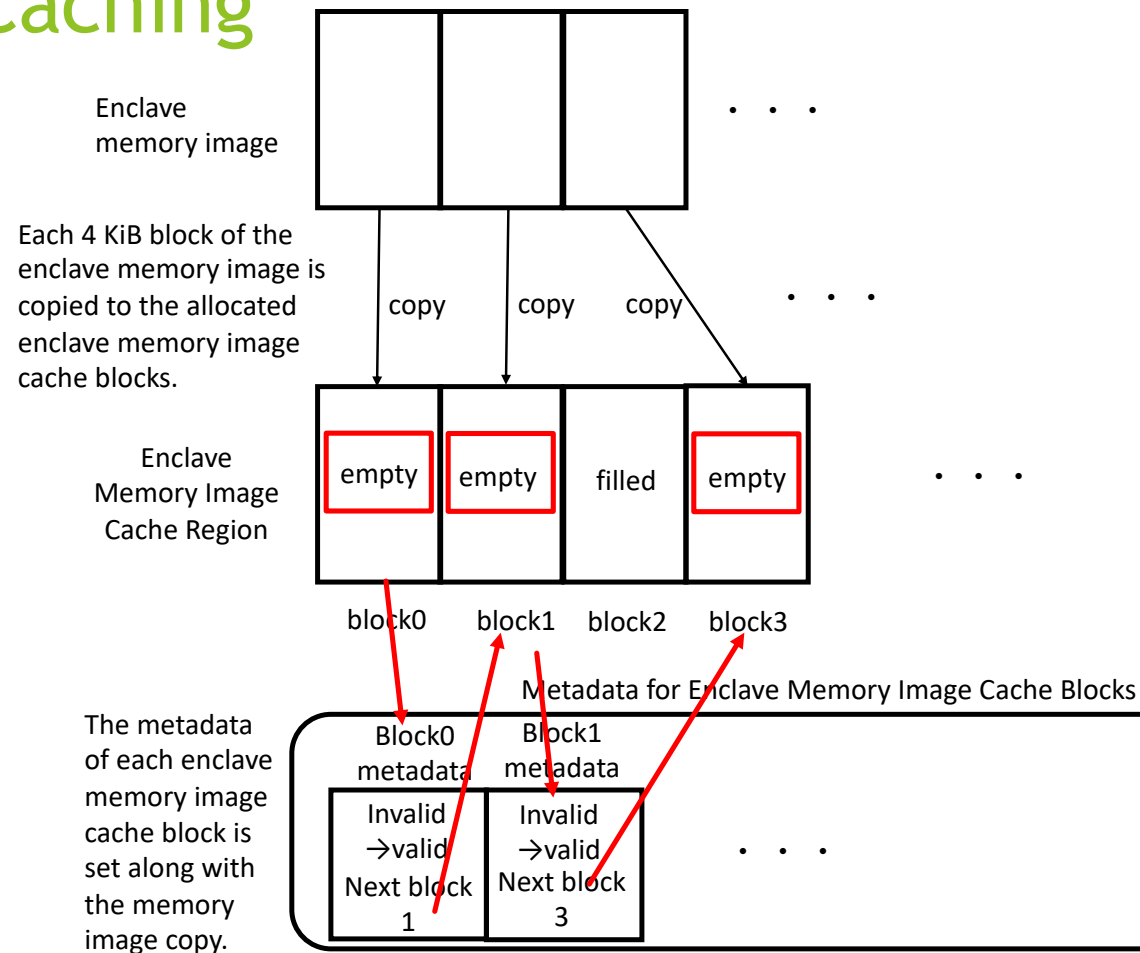 Caching
Enclave
memory image
. . .
Each 4 KiB block of the
enclave memory image is
copied to the allocated
enclave memory image
cache blocks.
copy copy copy . . .
Enclave
Memory Image
Cache Region
empty empty filled empty . . .
block0 block1 block2 block3
Metadata for Enclave Memory Image Cache Blocks
The metadata
of each enclave
memory image
cache block is
set along with
the memory
image copy.
Block0
metadata
Invalid
→valid
Next block
1
Block1
metadata
Invalid
→valid
Next block
3
. . .